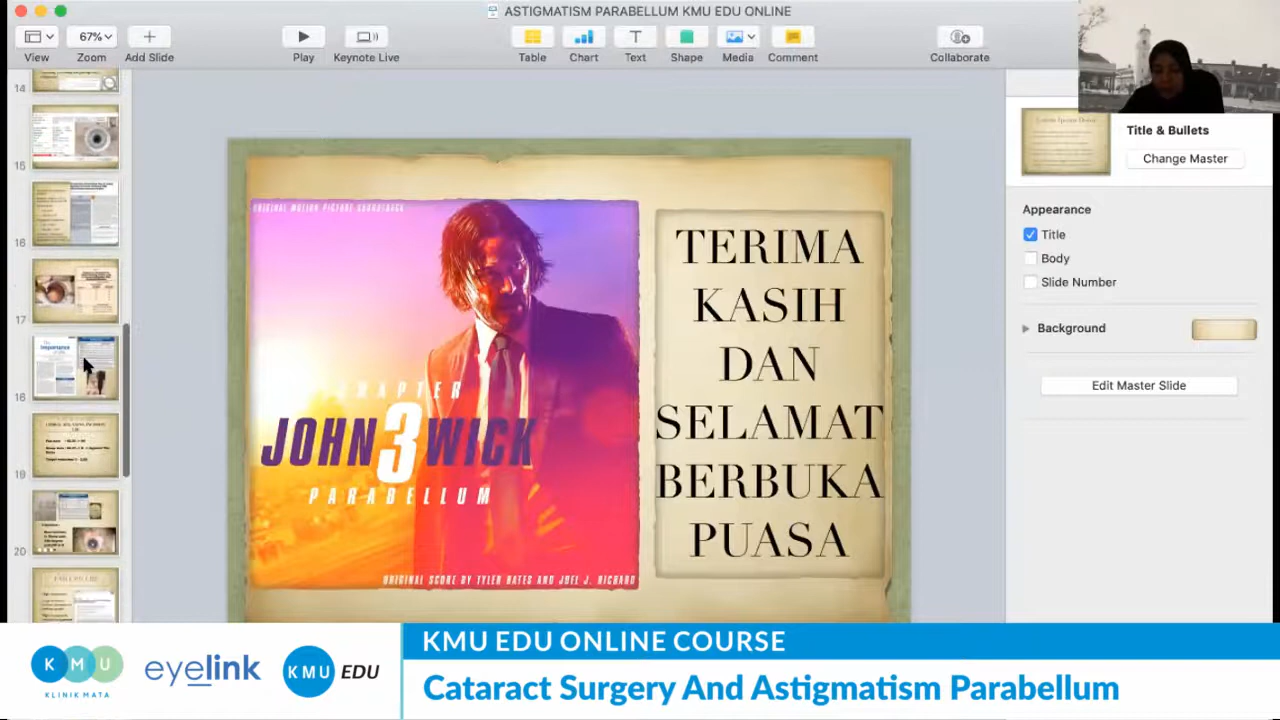 ASTIGMATISM PARABELLUM KMU EDU ONLINE
67%
View
Zoom
Add Slide
Play
Keynote Live
Table
Chart
Text
Shape
Media
Comment
Collaborate
14
15
16
17
16
19
20
ORIGINAL MOTION PICTURE SOUNDTRACK
CHAPTER
JOHN 3 WICK
PARABELLUM
ORIGINAL SCORE BY TYLER BATES AND JOEL J. RICHARD
TERIMA
KASIH
DAN
SELAMAT
BERBUKA
PUASA
Title & Bullets
Change Master
Appearance
Title
Body
Slide Number
Background
Edit Master Slide
KMU
KLINIK MATA
eyelink
KMU EDU
KMU EDU ONLINE COURSE
Cataract Surgery And Astigmatism Parabellum